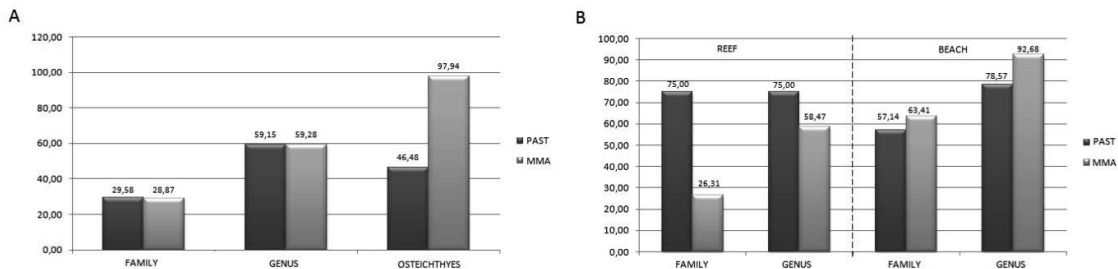 A
120,00
100,00
80,00
60,00
40,00
20,00
0,00
29,58
28,87
59,15
59,28
46,48
97,94
FAMILY
GENUS
OSTEICHTHYES
PAST
MMA
B
100,00
90,00
80,00
70,00
60,00
50,00
40,00
30,00
20,00
10,00
0,00
REEF
BEACH
75,00
26,31
75,00
58,47
57,14
63,41
78,57
92,68
FAMILY
GENUS
FAMILY
GENUS
PAST
MMA